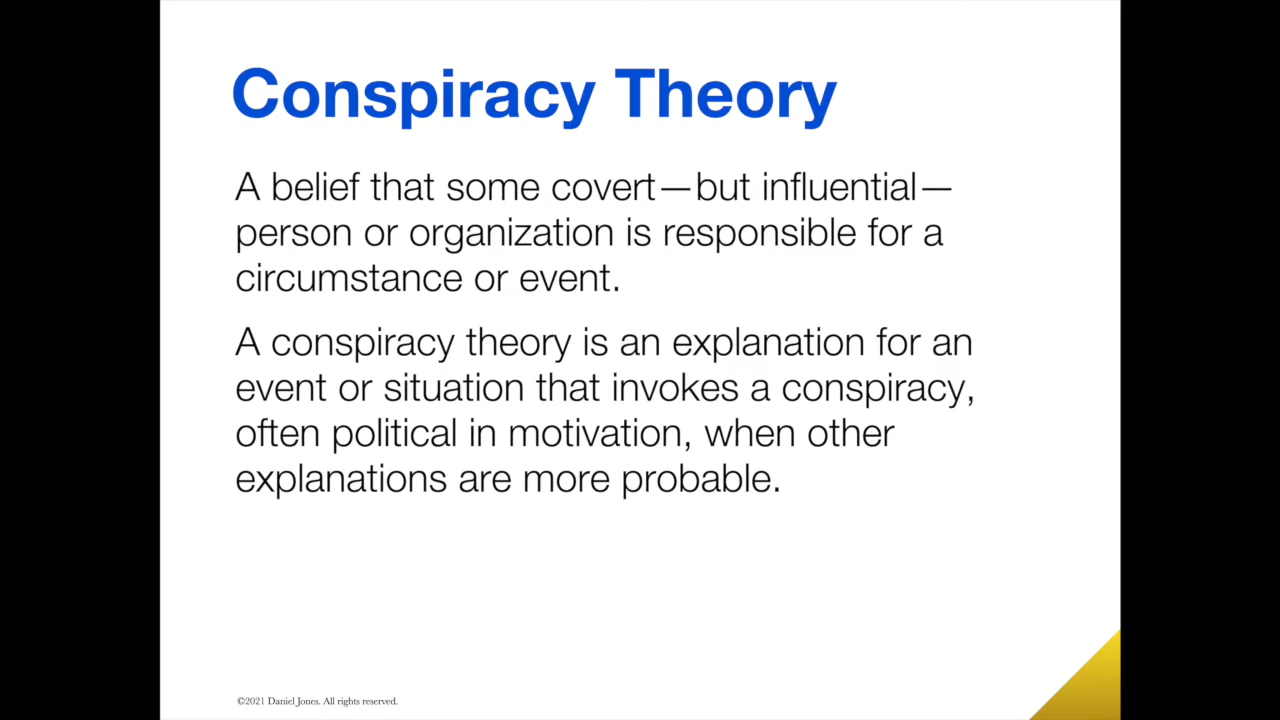 Conspiracy Theory
A belief that some covert—but influential—
person or organization is responsible for a
circumstance or event.
A conspiracy theory is an explanation for an
event or situation that invokes a conspiracy,
often political in motivation, when other
explanations are more probable.
©2021 Daniel Jones. All rights reserved.